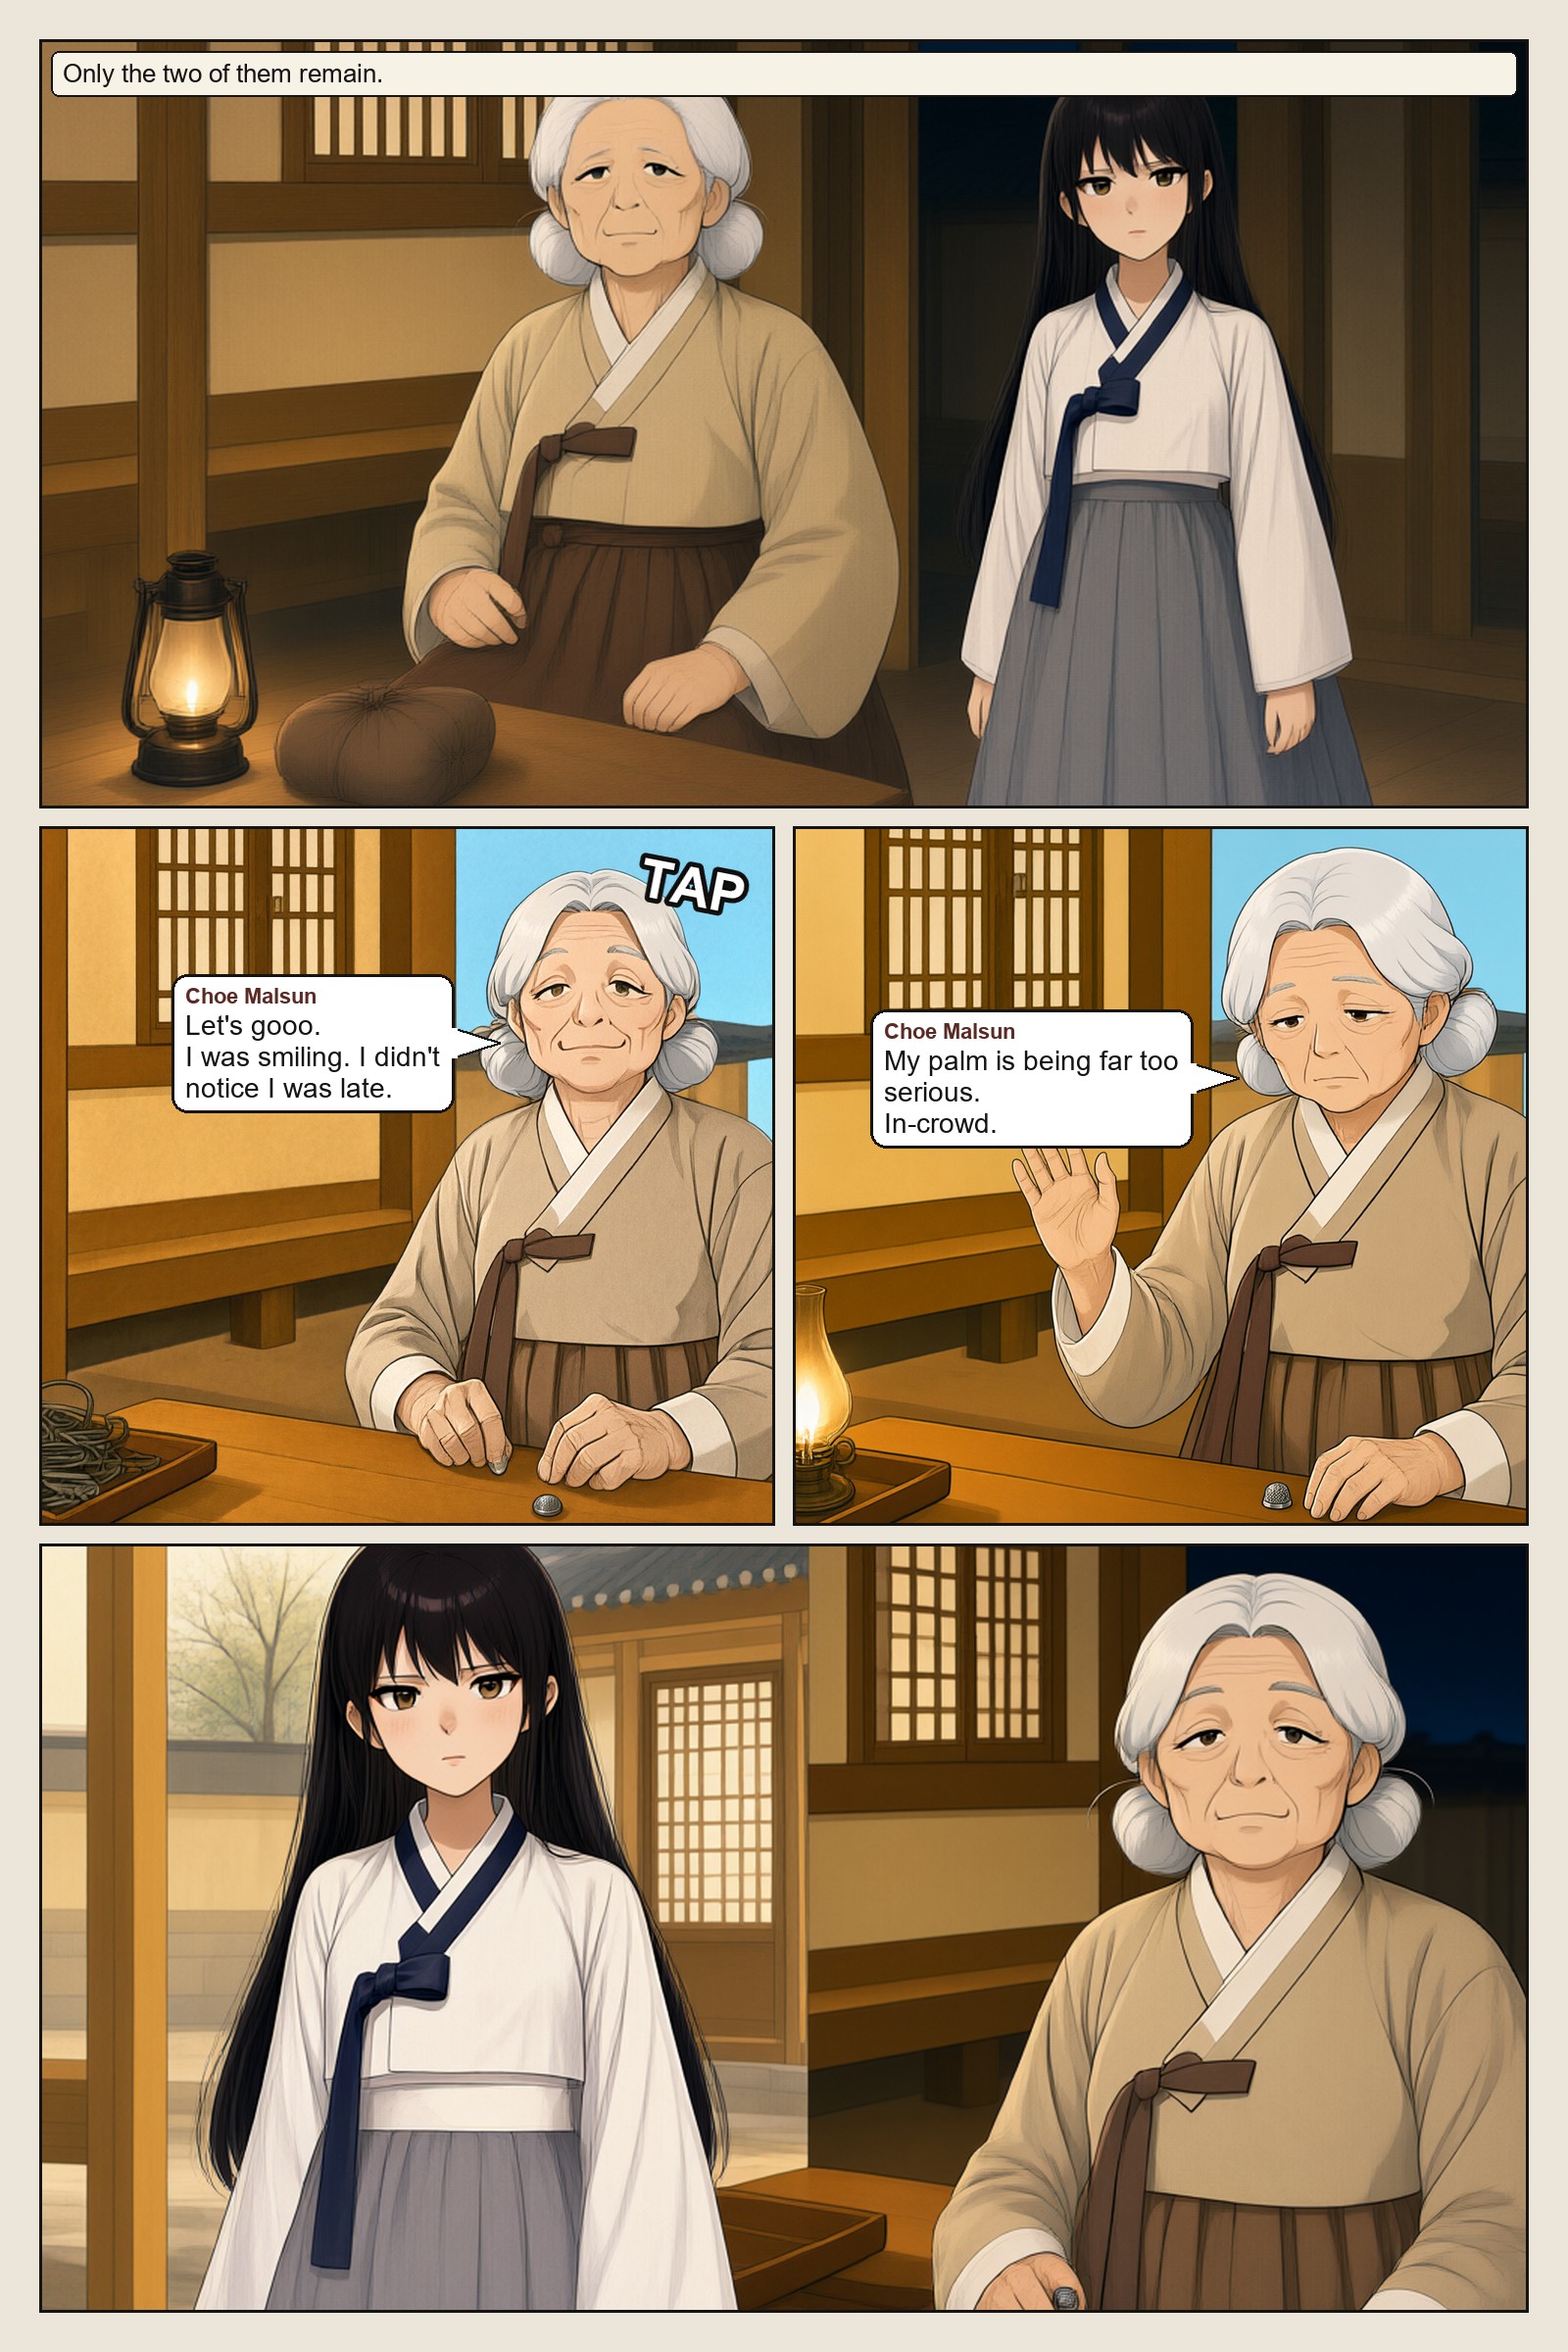 Only the two of them remain.
TAP
Choe Malsun
Let's gooo.
I was smiling. I didn't
notice I was late.
Choe Malsun
My palm is being far too
serious.
In-crowd.